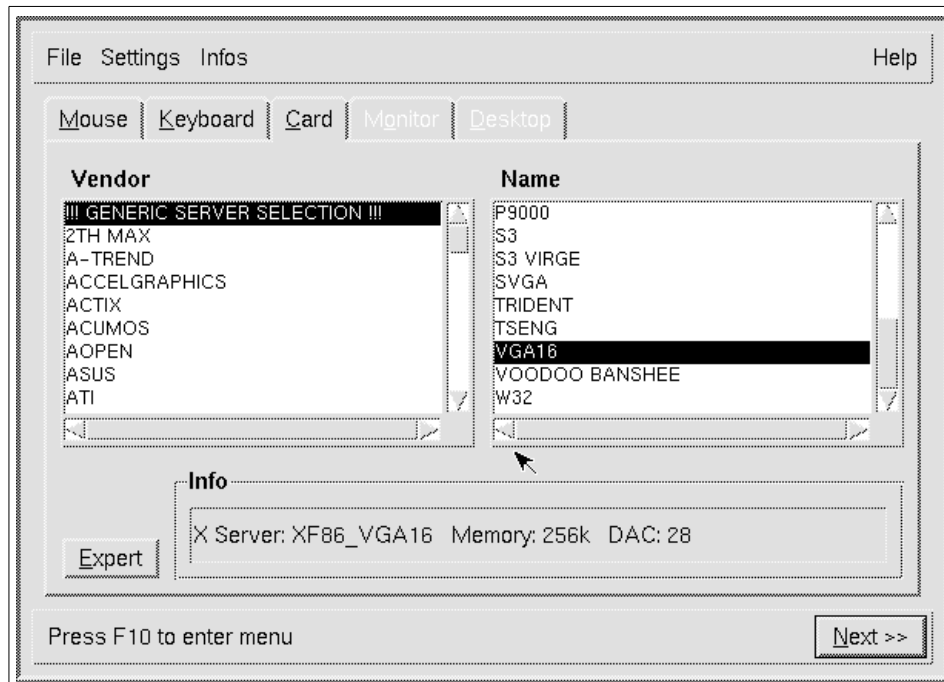 File Settings Infos Help
Mouse Keyboard Card Monitor Desktop
Vendor
!!! GENERIC SERVER SELECTION !!!
2TH MAX
A-TREND
ACCELGRAPHICS
ACTIX
ACUMOS
AOPEN
ASUS
ATI
Name
P9000
S3
S3 VIRGE
SVGA
TRIDENT
TSENG
VGA16
VOODOO BANSHEE
W32
Info
X Server: XF86_VGA16 Memory: 256k DAC: 28
Expert
Press F10 to enter menu
Next >>